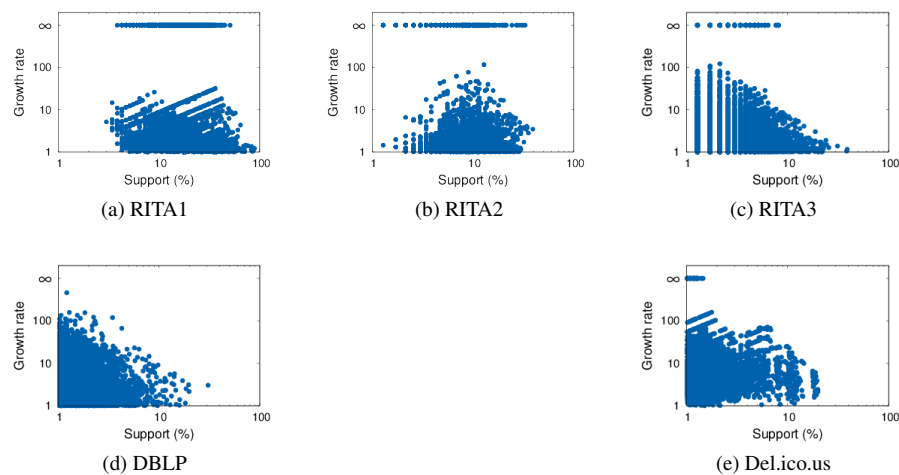 ∞
100
10
1
1
10
100
Growth rate
Support (%)
(a) RITA1
∞
100
10
1
1
10
100
Growth rate
Support (%)
(b) RITA2
∞
100
10
1
1
10
100
Growth rate
Support (%)
(c) RITA3
∞
100
10
1
1
10
100
Growth rate
Support (%)
(d) DBLP
∞
100
10
1
1
10
100
Growth rate
Support (%)
(e) Del.ico.us